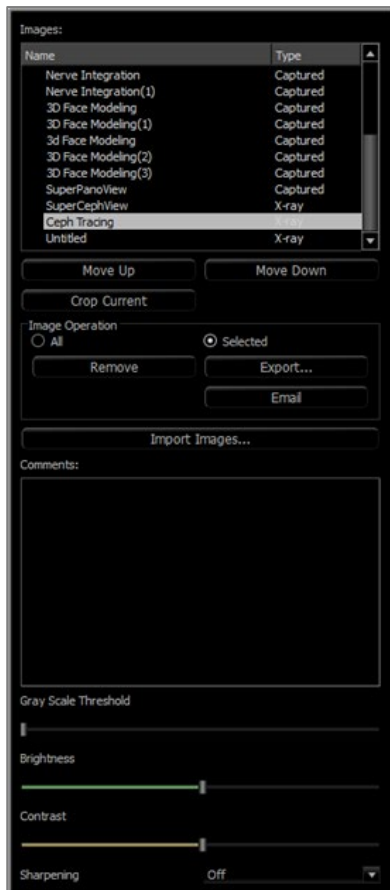 Images:
Name Type
Nerve Integration Captured
Nerve Integration(1) Captured
3D Face Modeling Captured
3D Face Modeling(1) Captured
3d Face Modeling Captured
3D Face Modeling(2) Captured
3D Face Modeling(3) Captured
SuperPanoView Captured
SuperCephView X-ray
Ceph Tracing X-ray
Untitled X-ray
Move Up Move Down
Crop Current
Image Operation
All Selected
Remove Export...
Email
Import Images...
Comments:
Gray Scale Threshold
Brightness
Contrast
Sharpening Off